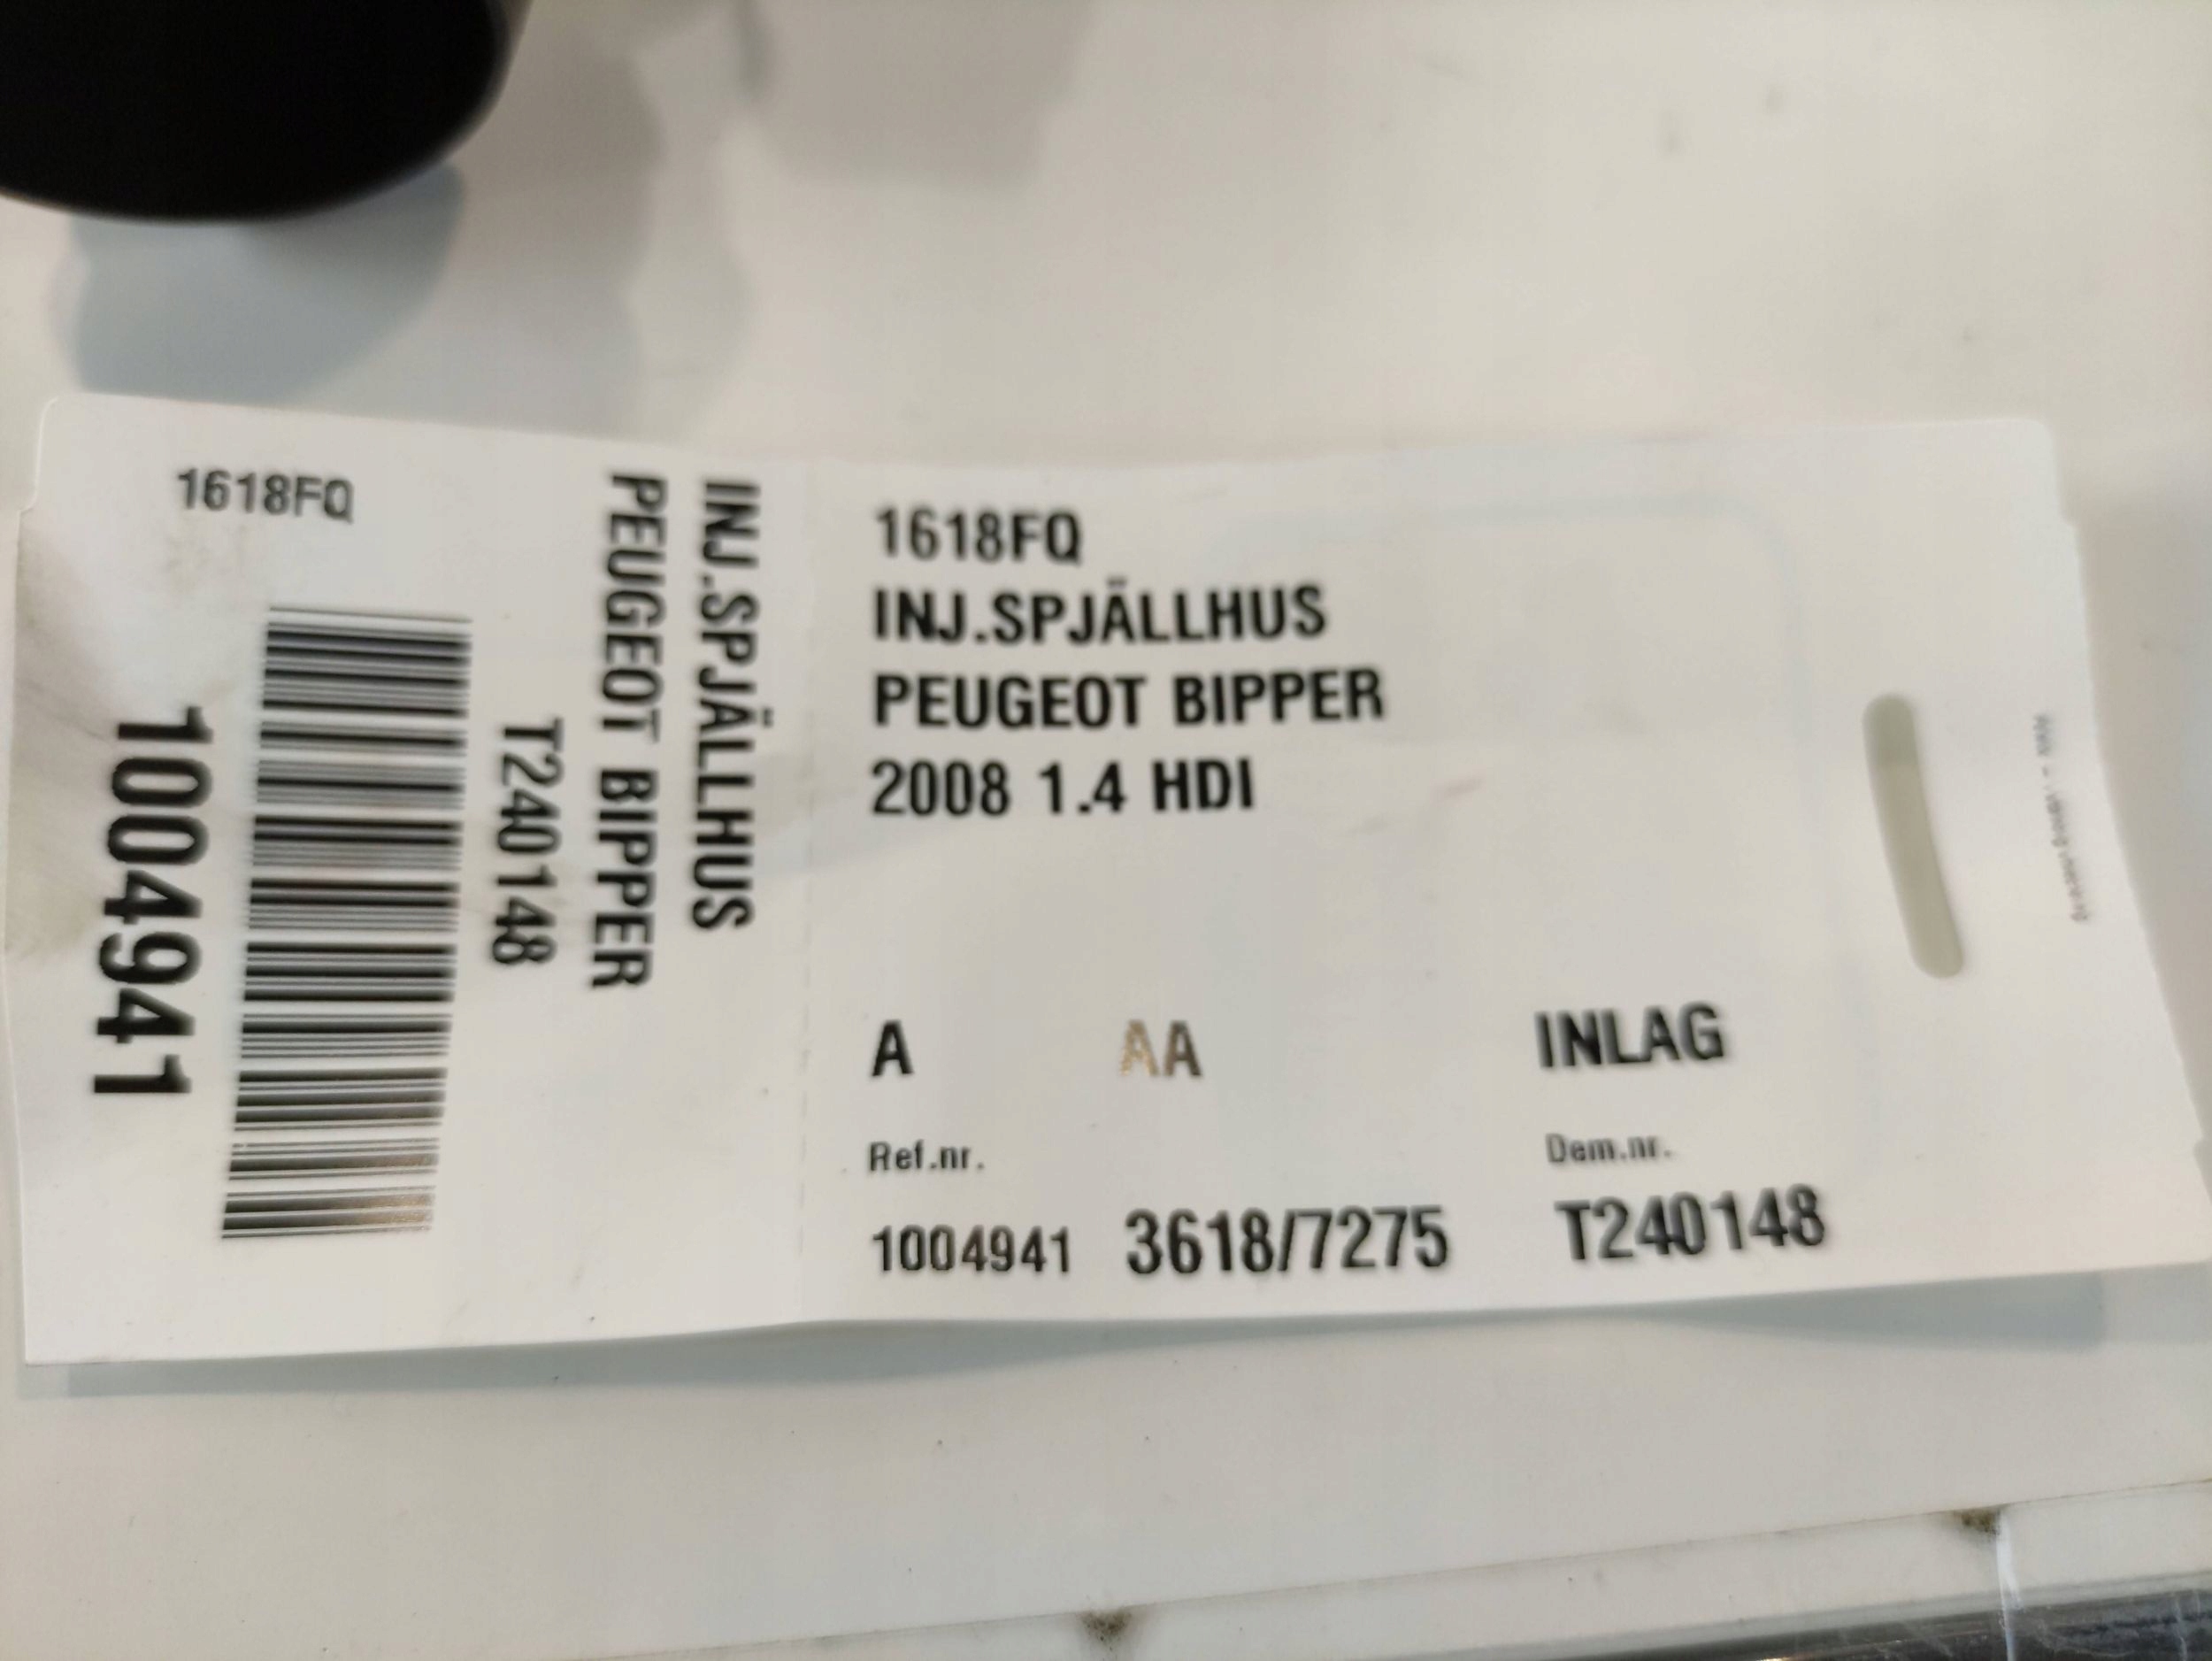 1618FQ
1004941
T240148
PEUGEOT BIPPER
INJ.SPJÄLLHUS
1618FQ
INJ.SPJÄLLHUS
PEUGEOT BIPPER
2008 1.4 HDI
A AA INLAG
Ref.nr. Dem.nr.
1004941 3618/7275 T240148